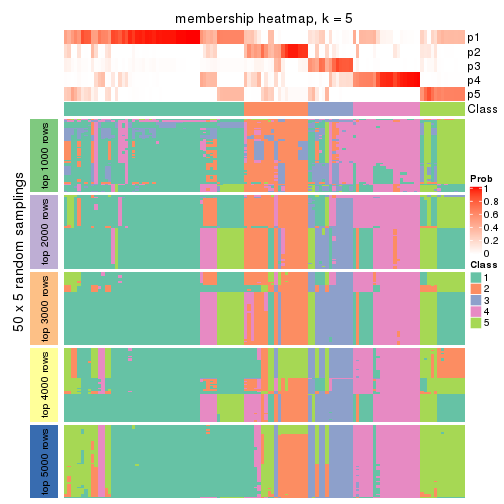 membership heatmap, k = 5
p1
p2
p3
p4
p5
Class
50 x 5 random samplings
top 1000 rows
top 2000 rows
top 3000 rows
top 4000 rows
top 5000 rows
Prob
1
0.8
0.6
0.4
0.2
0
Class
1
2
3
4
5